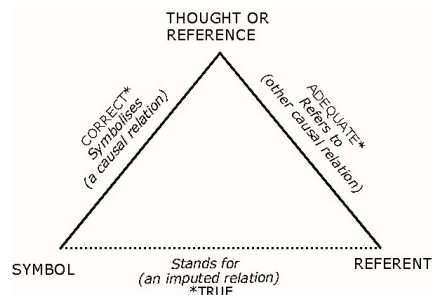 THOUGHT OR
REFERENCE
CORRECT*
Symbolises
(a causal relation)
ADEQUATE*
Refers to
(other causal relation)
SYMBOL
Stands for
(an imputed relation)
*TRUE
REFERENT